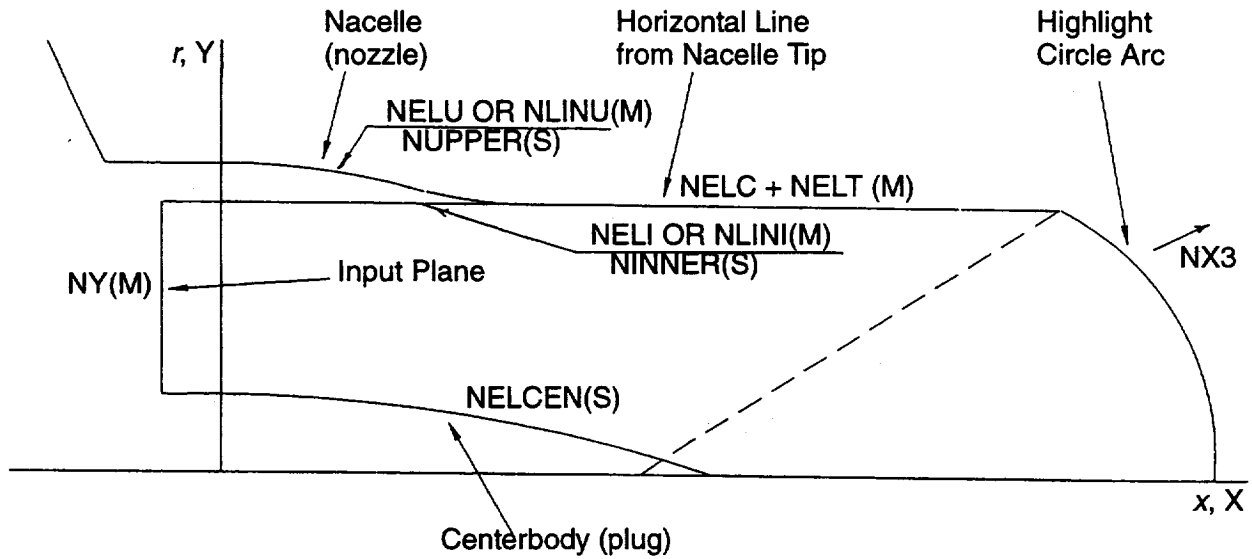 Nacelle
(nozzle)
Horizontal Line
from Nacelle Tip
Highlight
Circle Arc
r, Y
NELU OR NLINU(M)
NUPPER(S)
NELC + NELT (M)
NELI OR NLINI(M)
NINNER(S)
NX3
NY(M)
Input Plane
NELCEN(S)
x, X
Centerbody (plug)